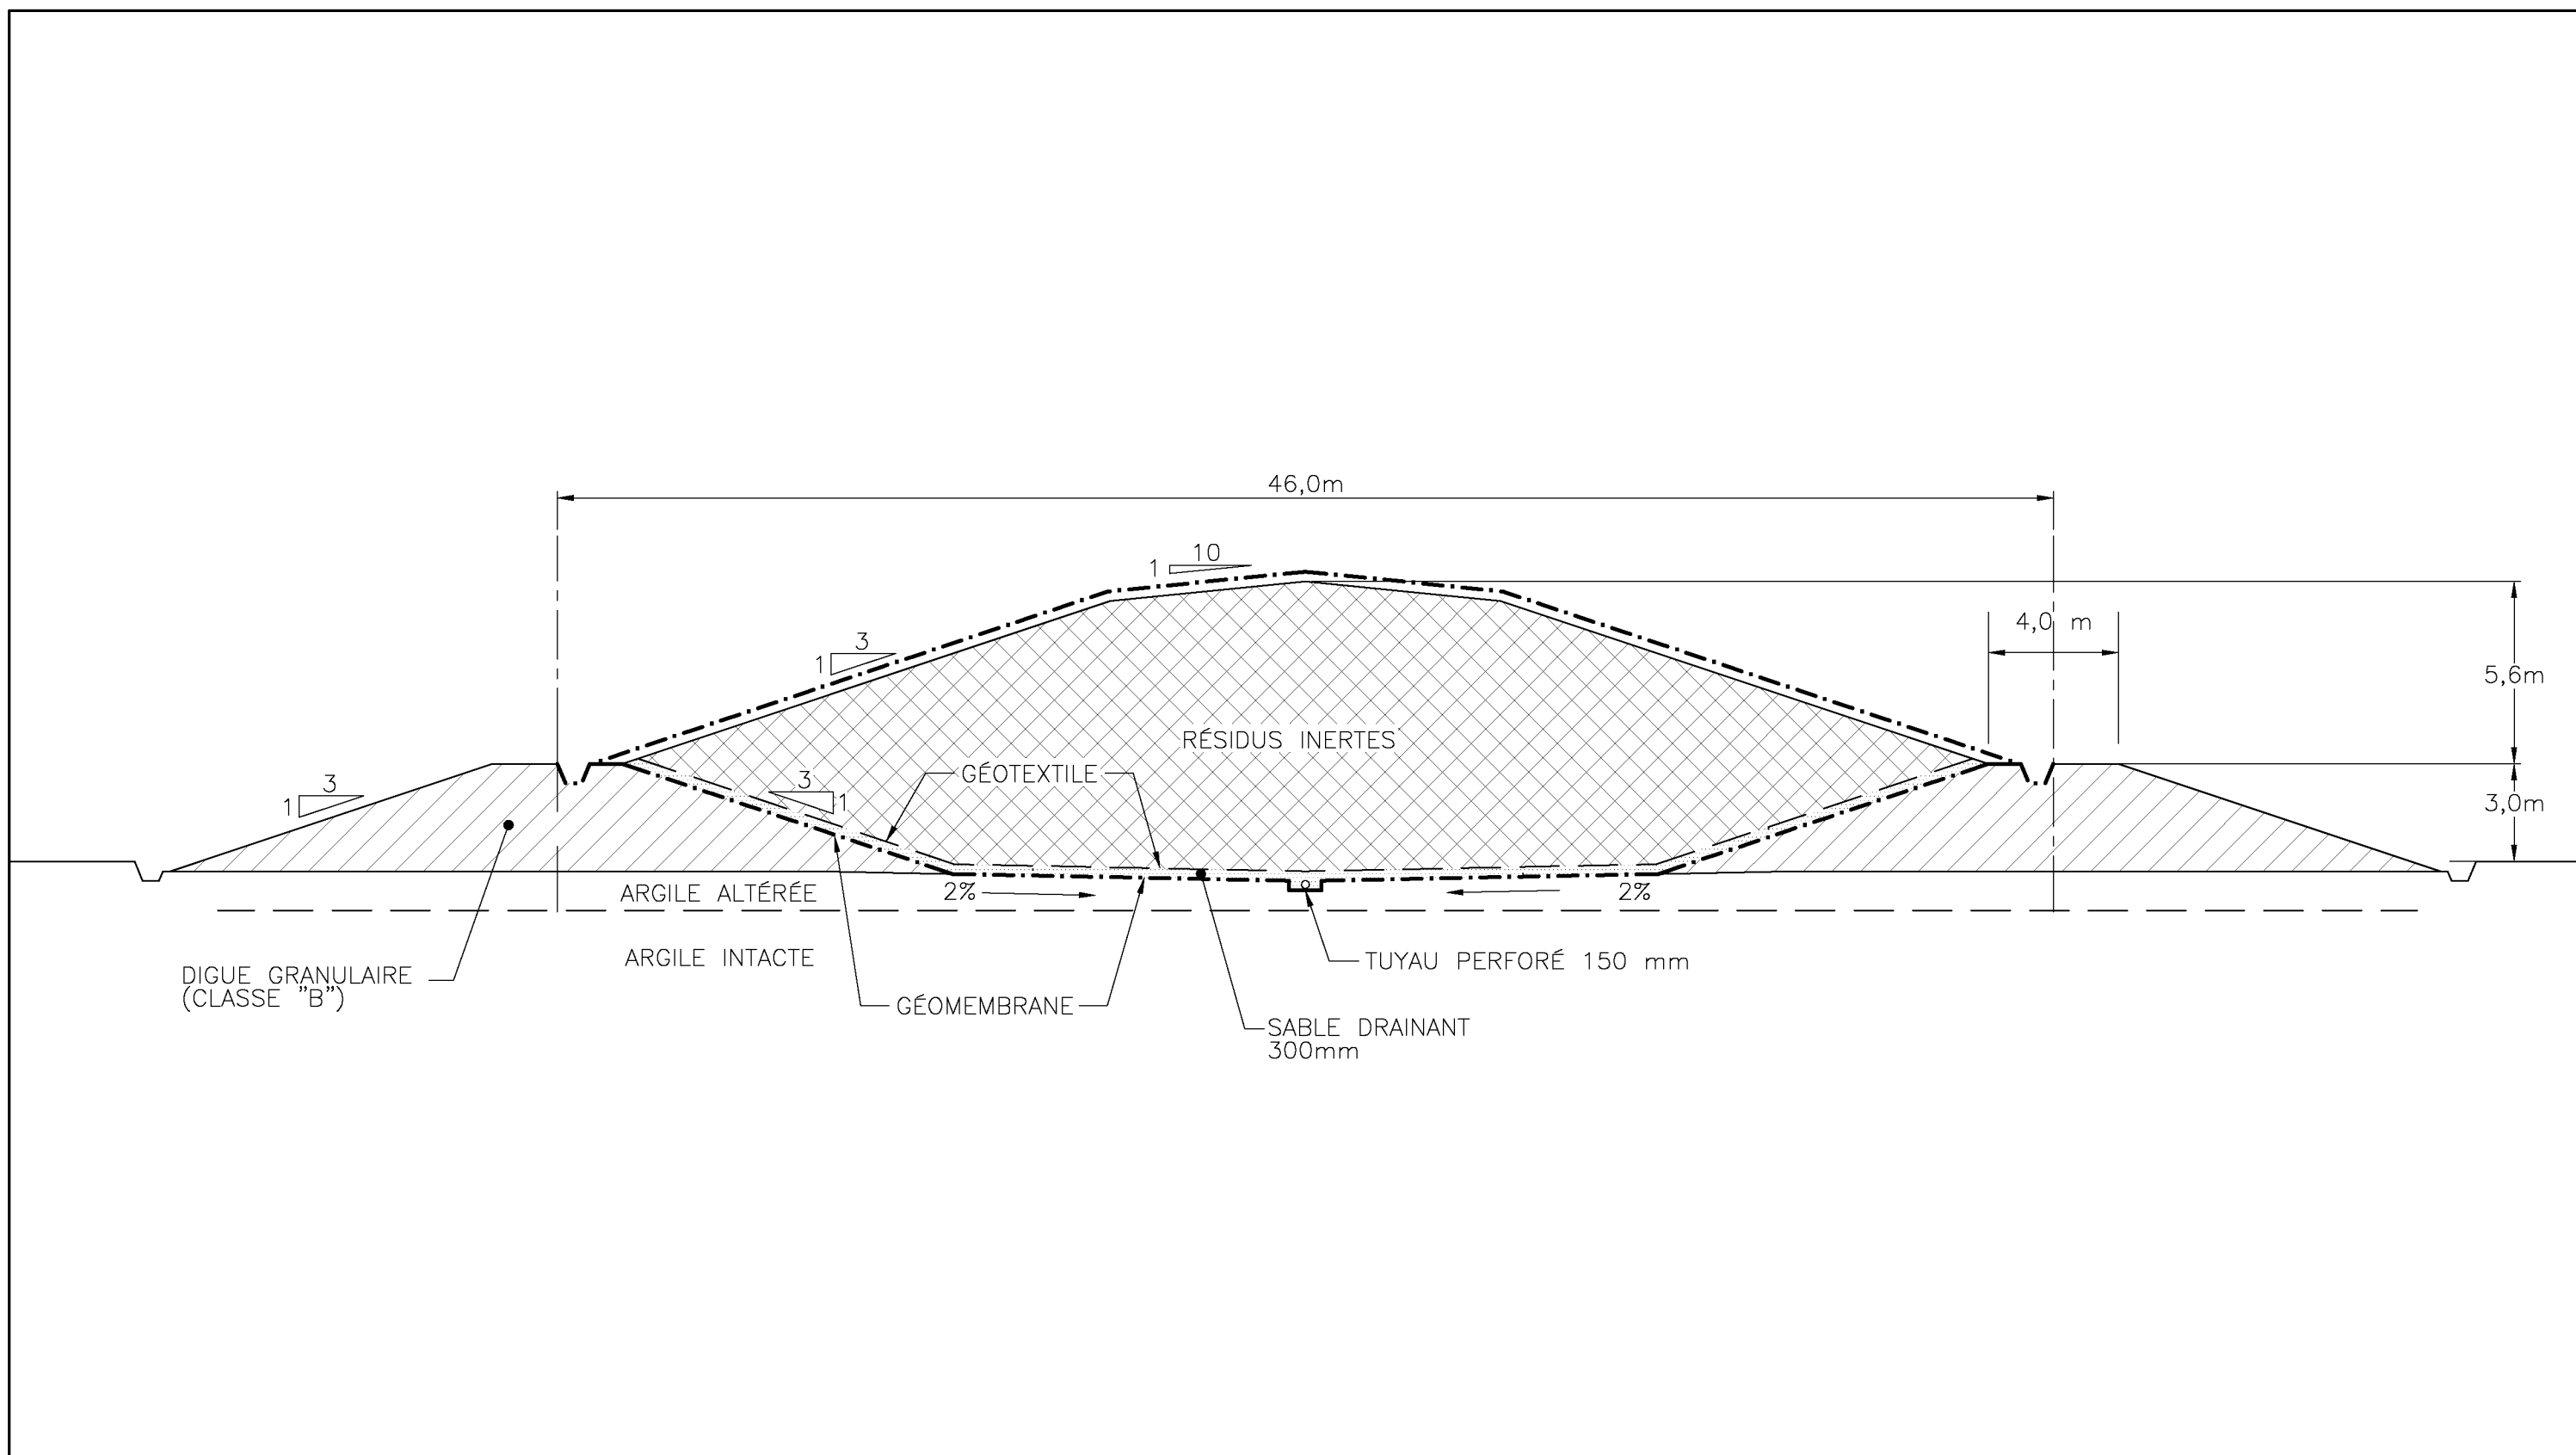 46,0m
10
1
4,0 m
3
1
5,6m
RÉSIDUS INERTES
GÉOTEXTILE
3
1
3
1
3,0m
ARGILE ALTÉRÉE
2%
2%
ARGILE INTACTE
TUYAU PERFORÉ 150 mm
DIGUE GRANULAIRE
(CLASSE "B")
GÉOMEMBRANE
SABLE DRAINANT
300mm